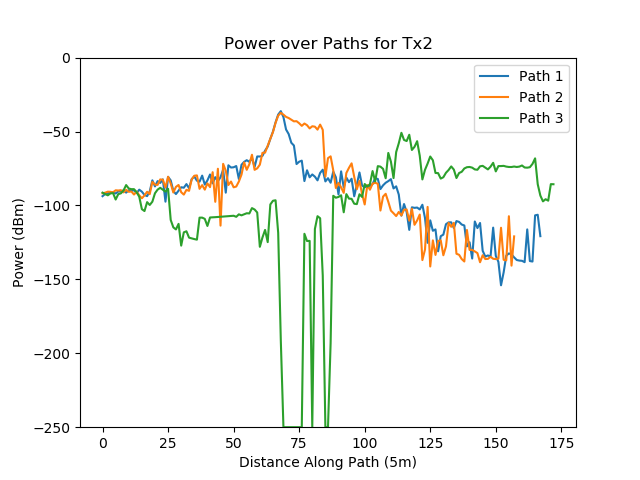 Power over Paths for Tx2
Path 1
Path 2
Path 3
0
−50
−100
−150
−200
−250
Power (dBm)
0
25
50
75
100
125
150
175
Distance Along Path (5m)